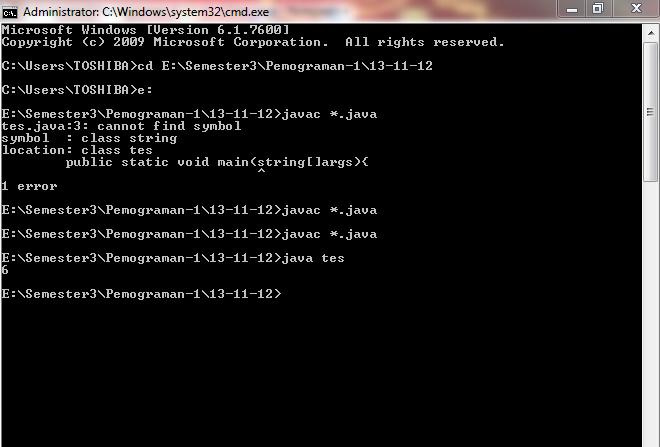 Administrator: C:\Windows\system32\cmd.exe
Microsoft Windows [Version 6.1.7600]
Copyright (c) 2009 Microsoft Corporation.  All rights reserved.
C:\Users\TOSHIBA>cd E:\Semester3\Pemograman-1\13-11-12
C:\Users\TOSHIBA>e:
E:\Semester3\Pemograman-1\13-11-12>javac *.java
tes.java:3: cannot find symbol
symbol  : class string
location: class tes
        public static void main(string[]args){
                                ^
1 error
E:\Semester3\Pemograman-1\13-11-12>javac *.java
E:\Semester3\Pemograman-1\13-11-12>javac *.java
E:\Semester3\Pemograman-1\13-11-12>java tes
6
E:\Semester3\Pemograman-1\13-11-12>